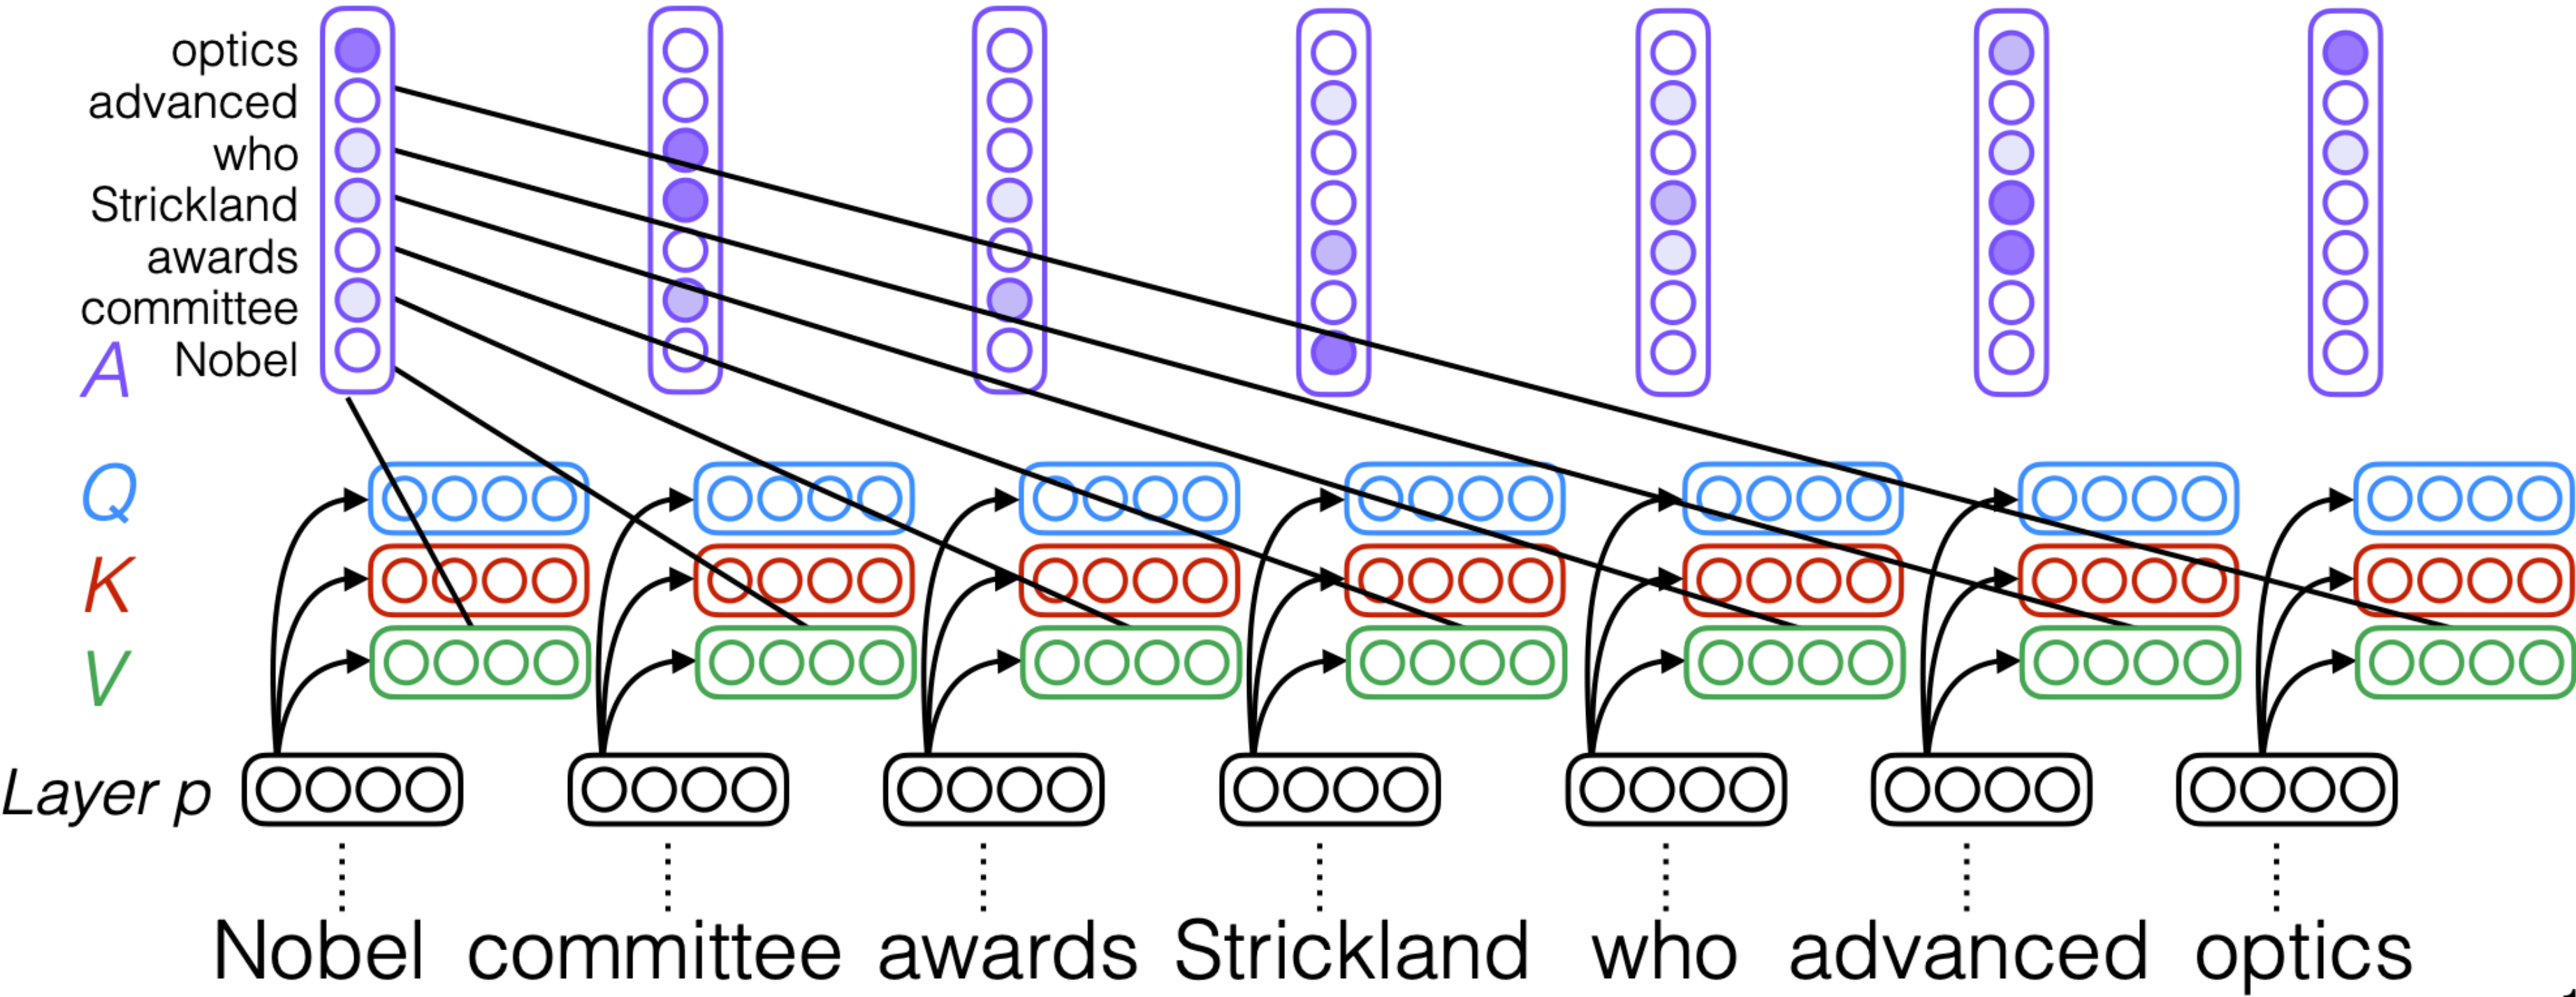 optics
advanced
who
Strickland
awards
committee
A Nobel
Q
K
V
Layer p
Nobel committee awards Strickland who advanced optics